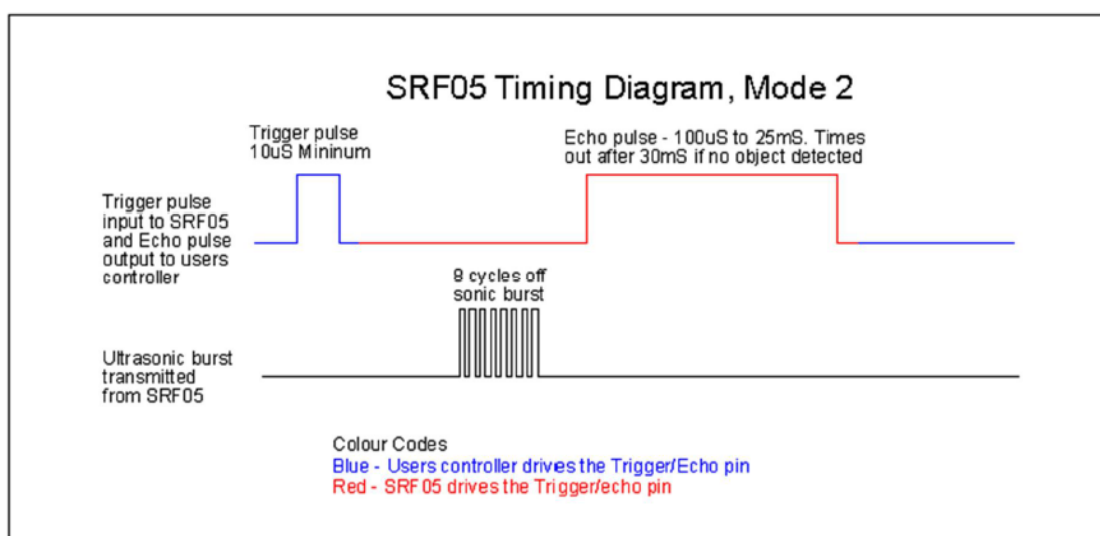 SRF05 Timing Diagram, Mode 2
Trigger pulse
10uS Mininum
Echo pulse - 100uS to 25mS. Times
out after 30mS if no object detected
Trigger pulse
input to SRF05
and Echo pulse
output to users
controller
8 cycles off
sonic burst
Ultrasonic burst
transmitted
from SRF05
Colour Codes
Blue - Users controller drives the Trigger/Echo pin
Red - SRF05 drives the Trigger/echo pin